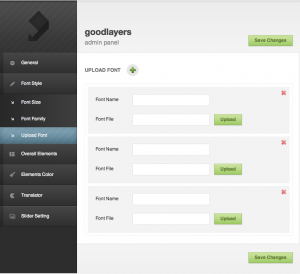 goodlayers
admin panel
Save Changes
General
Font Style
Font Size
Font Family
Upload Font
Overall Elements
Elements Color
Translator
Slider Setting
UPLOAD FONT
Font Name
Font File
Upload
Font Name
Font File
Upload
Font Name
Font File
Upload
Save Changes